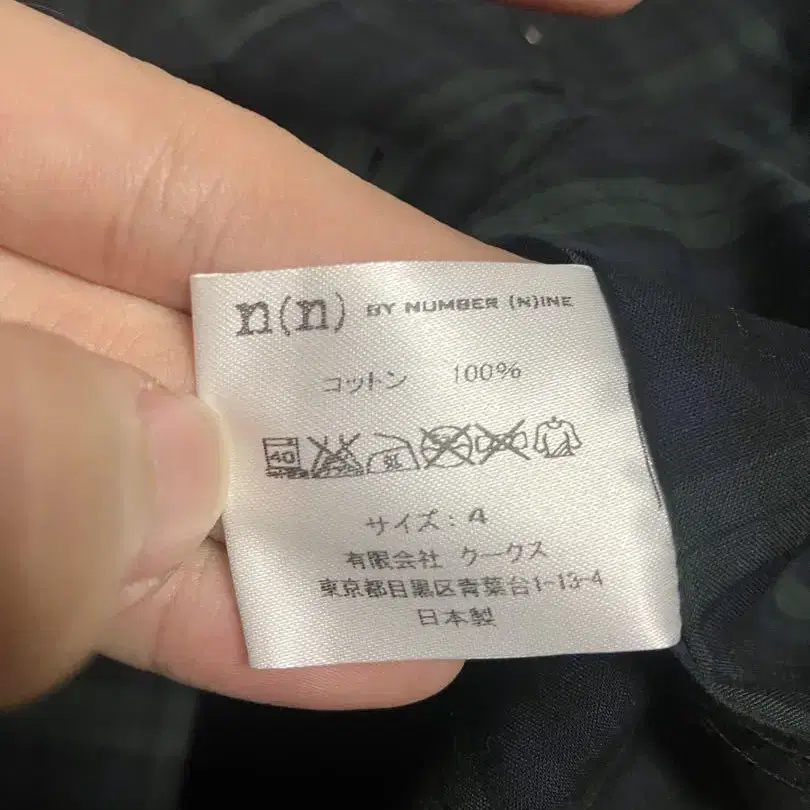 n(n) BY NUMBER (N)INE
コットン 100%
40
サイズ: 4
有限会社 クークス
東京都目黒区青葉台1-13-4
日本製